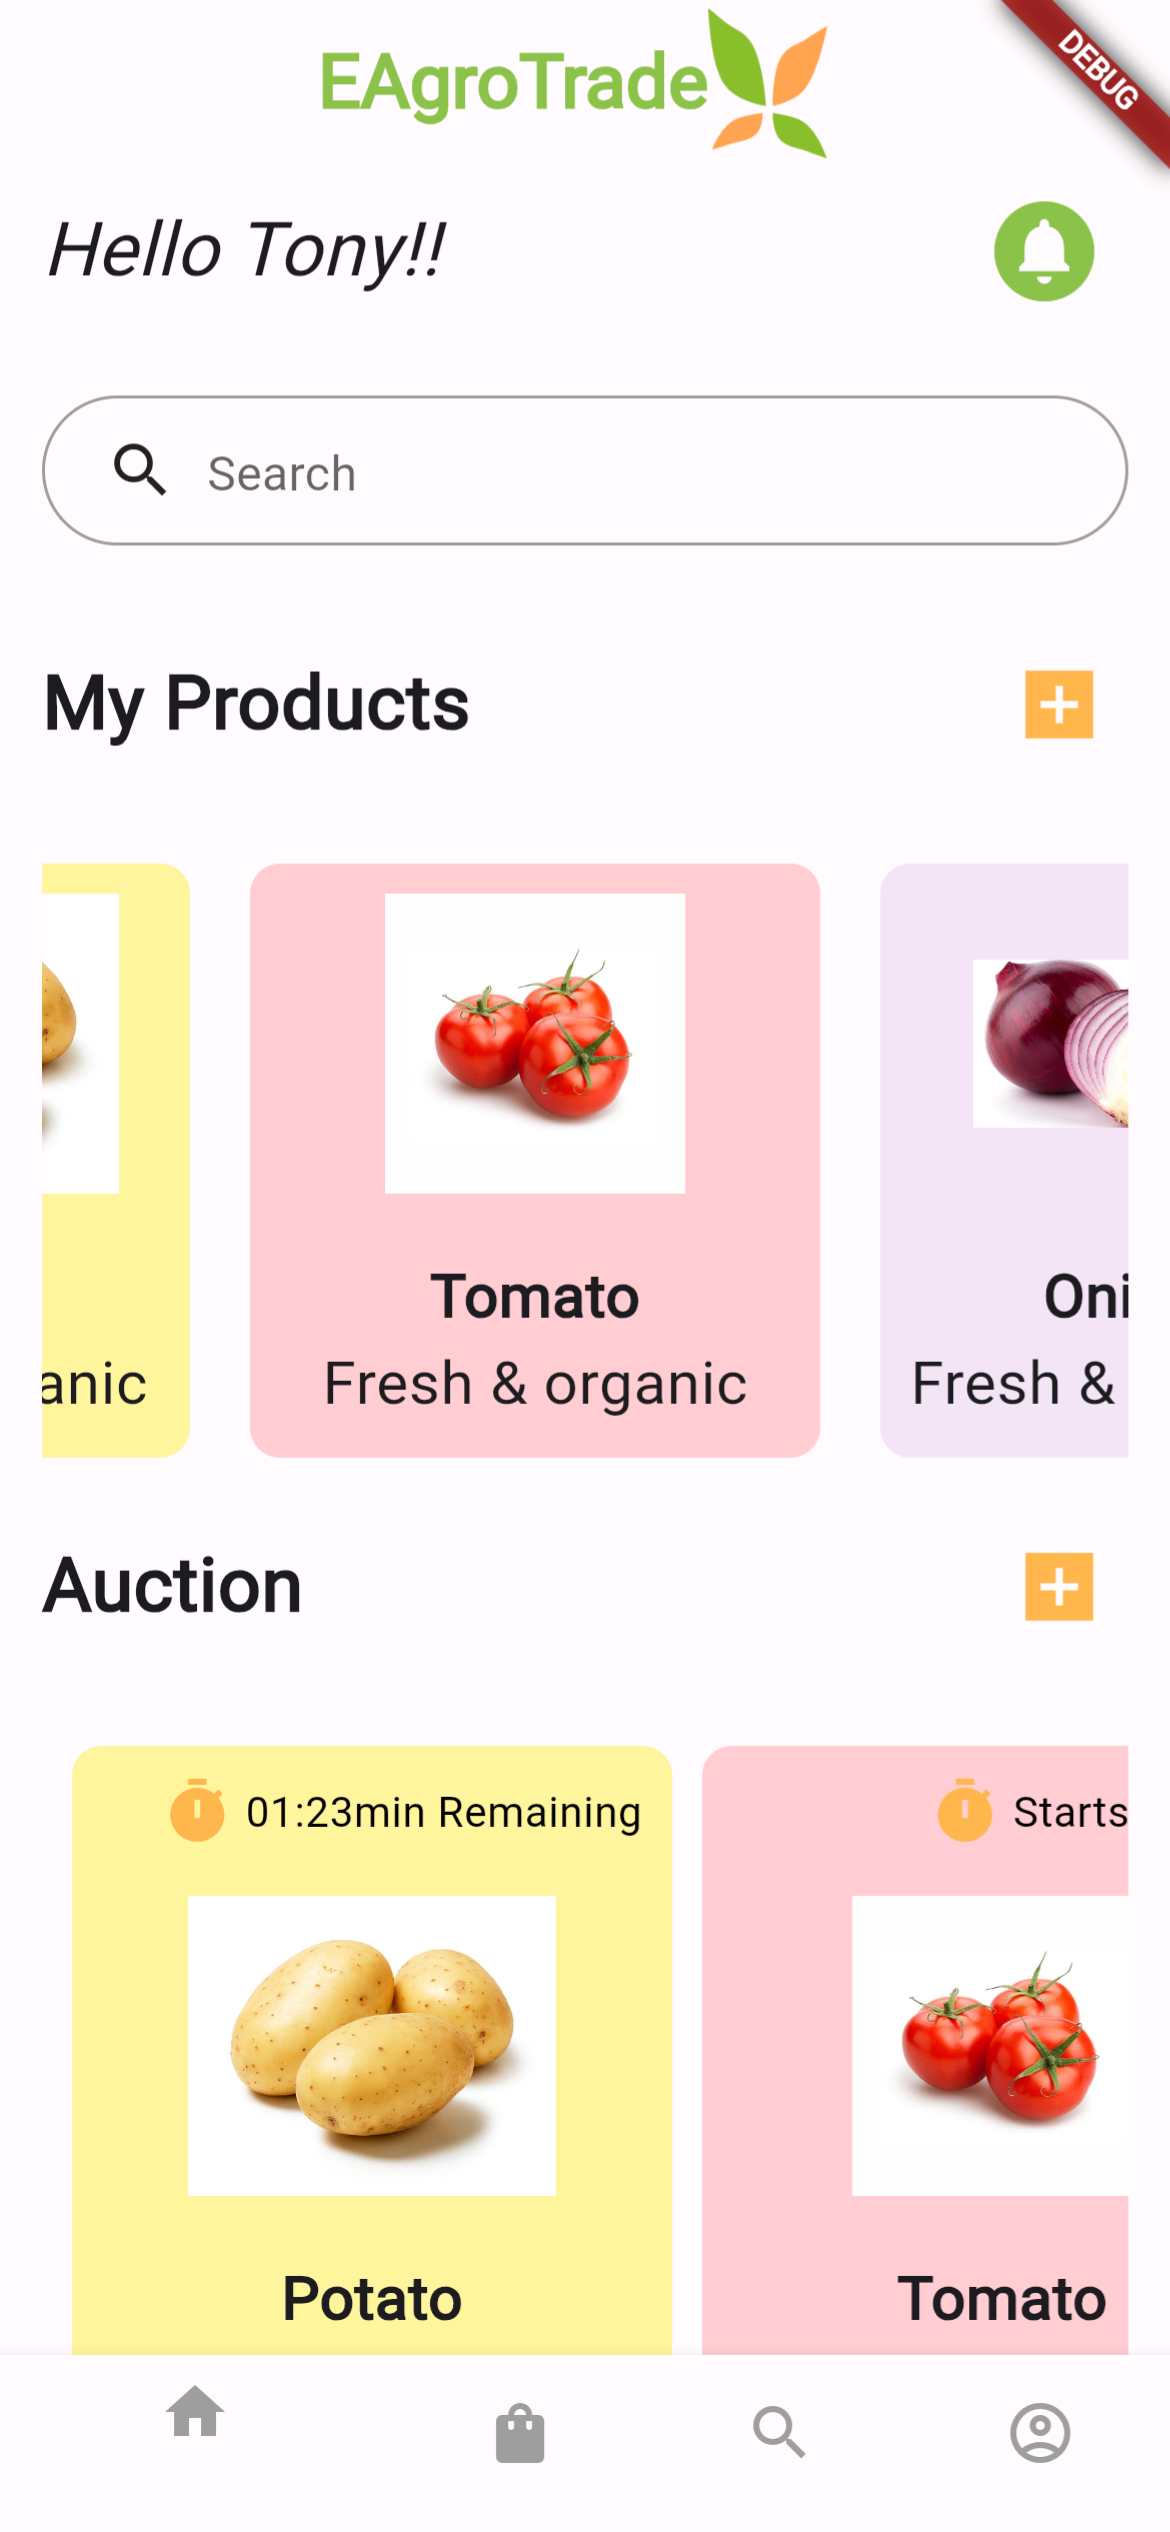 EAgroTrade
DEBUG
Hello Tony!!
Search
My Products
Tomato
Oni
anic
Fresh & organic
Fresh &
Auction
01:23min Remaining
Starts
Potato
Tomato